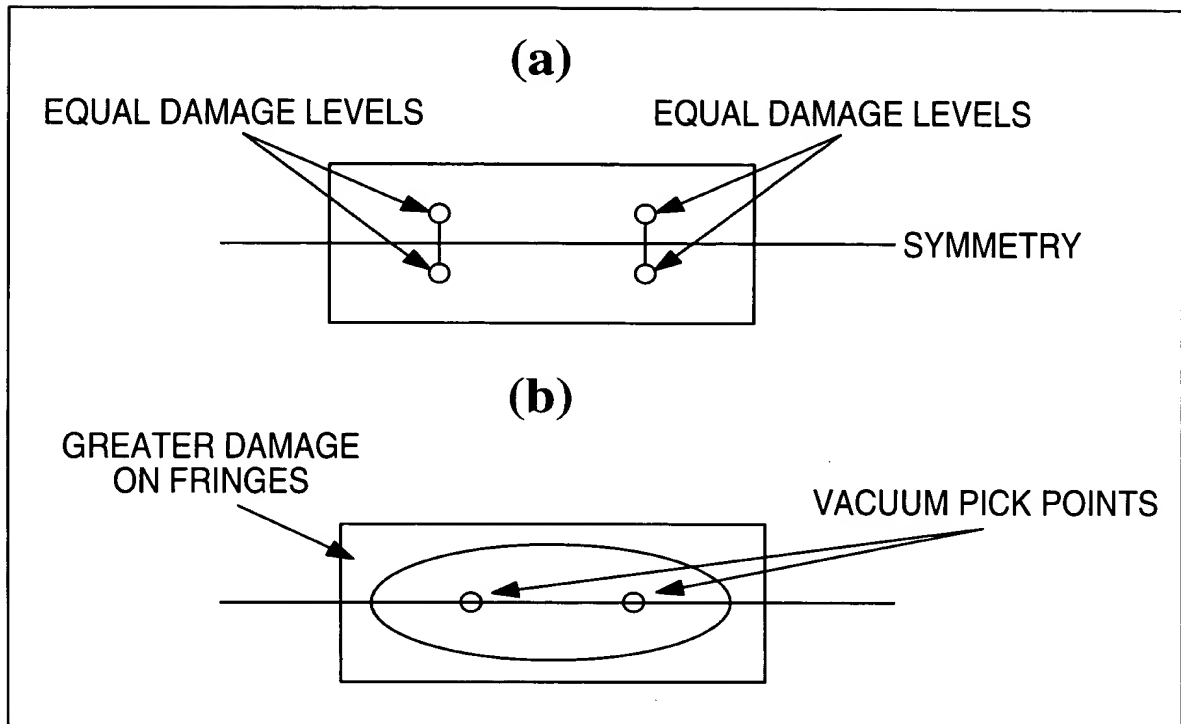 (a)
EQUAL DAMAGE LEVELS
EQUAL DAMAGE LEVELS
SYMMETRY
(b)
GREATER DAMAGE
ON FRINGES
VACUUM PICK POINTS